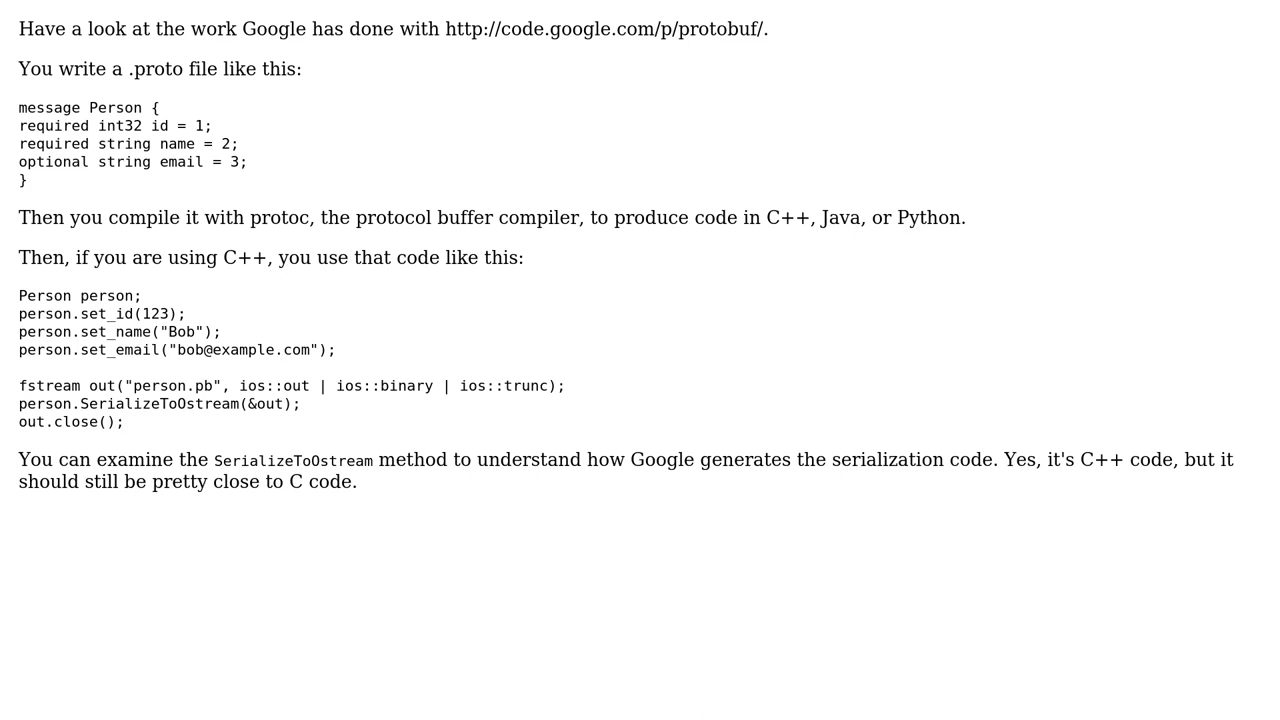 Have a look at the work Google has done with http://code.google.com/p/protobuf/.
You write a .proto file like this:
message Person {
required int32 id = 1;
required string name = 2;
optional string email = 3;
}
Then you compile it with protoc, the protocol buffer compiler, to produce code in C++, Java, or Python.
Then, if you are using C++, you use that code like this:
Person person;
person.set_id(123);
person.set_name("Bob");
person.set_email("bob@example.com");
fstream out("person.pb", ios::out | ios::binary | ios::trunc);
person.SerializeToOstream(&out);
out.close();
You can examine the SerializeToOstream method to understand how Google generates the serialization code. Yes, it's C++ code, but it
should still be pretty close to C code.